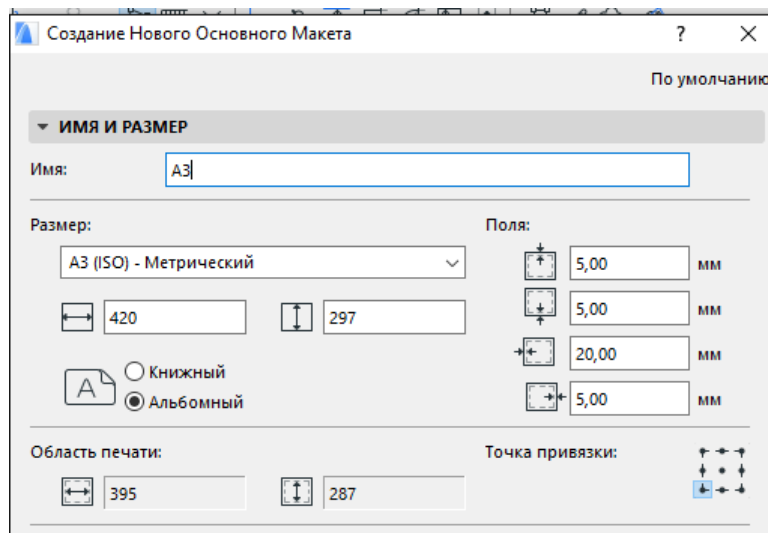 Создание Нового Основного Макета ?
По умолчанию
ИМЯ И РАЗМЕР
Имя: А3
Размер: Поля:
А3 (ISO) - Метрический 5,00 мм
420 297 5,00 мм
Книжный 20,00 мм
A Альбомный 5,00 мм
Область печати: Точка привязки:
395 287